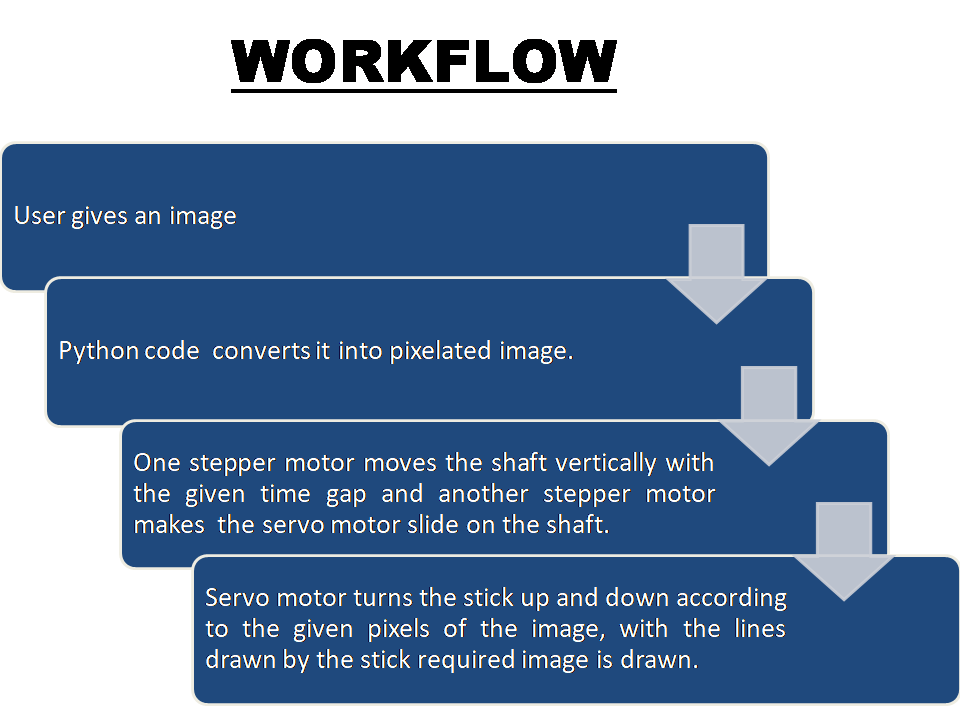 WORKFLOW
User gives an image
Python code  converts it into pixelated image.
One stepper motor moves the shaft vertically with
the given time gap and another stepper motor
makes  the servo motor slide on the shaft.
Servo motor turns the stick up and down according
to the given pixels of the image, with the lines
drawn by the stick required image is drawn.